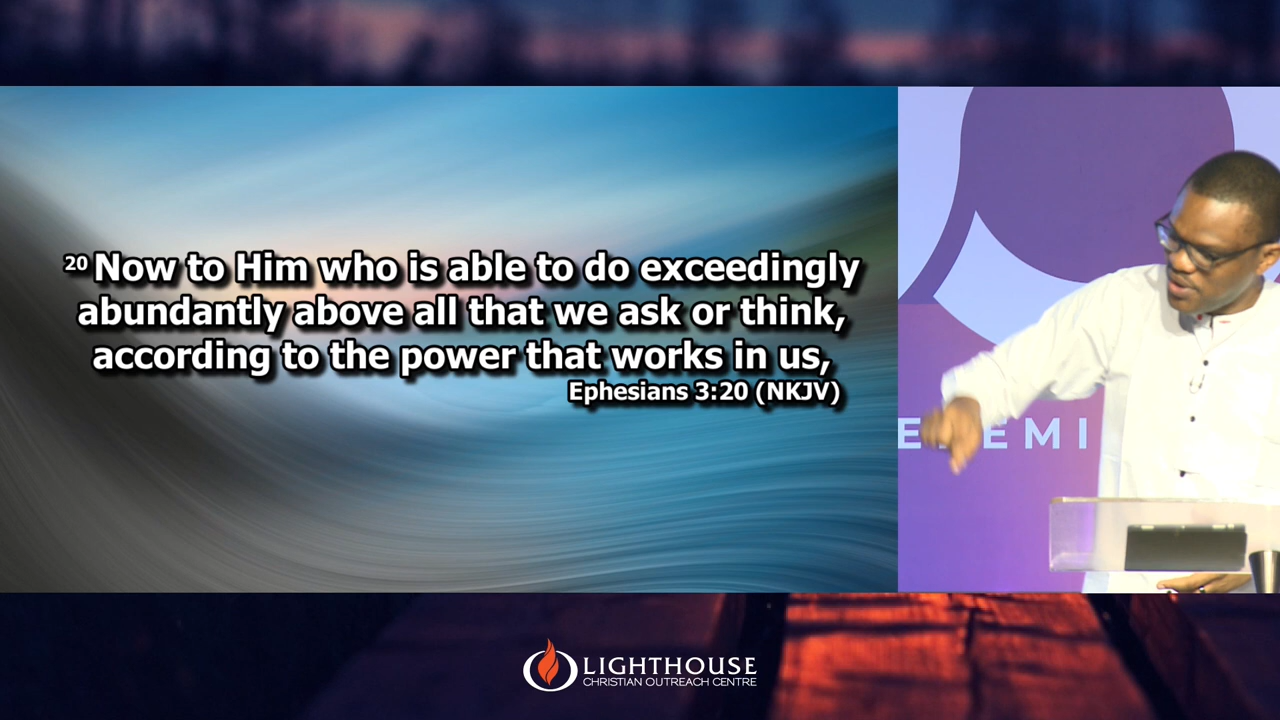 20 Now to Him who is able to do exceedingly
abundantly above all that we ask or think,
according to the power that works in us,
Ephesians 3:20 (NKJV)
LIGHTHOUSE
CHRISTIAN OUTREACH CENTRE